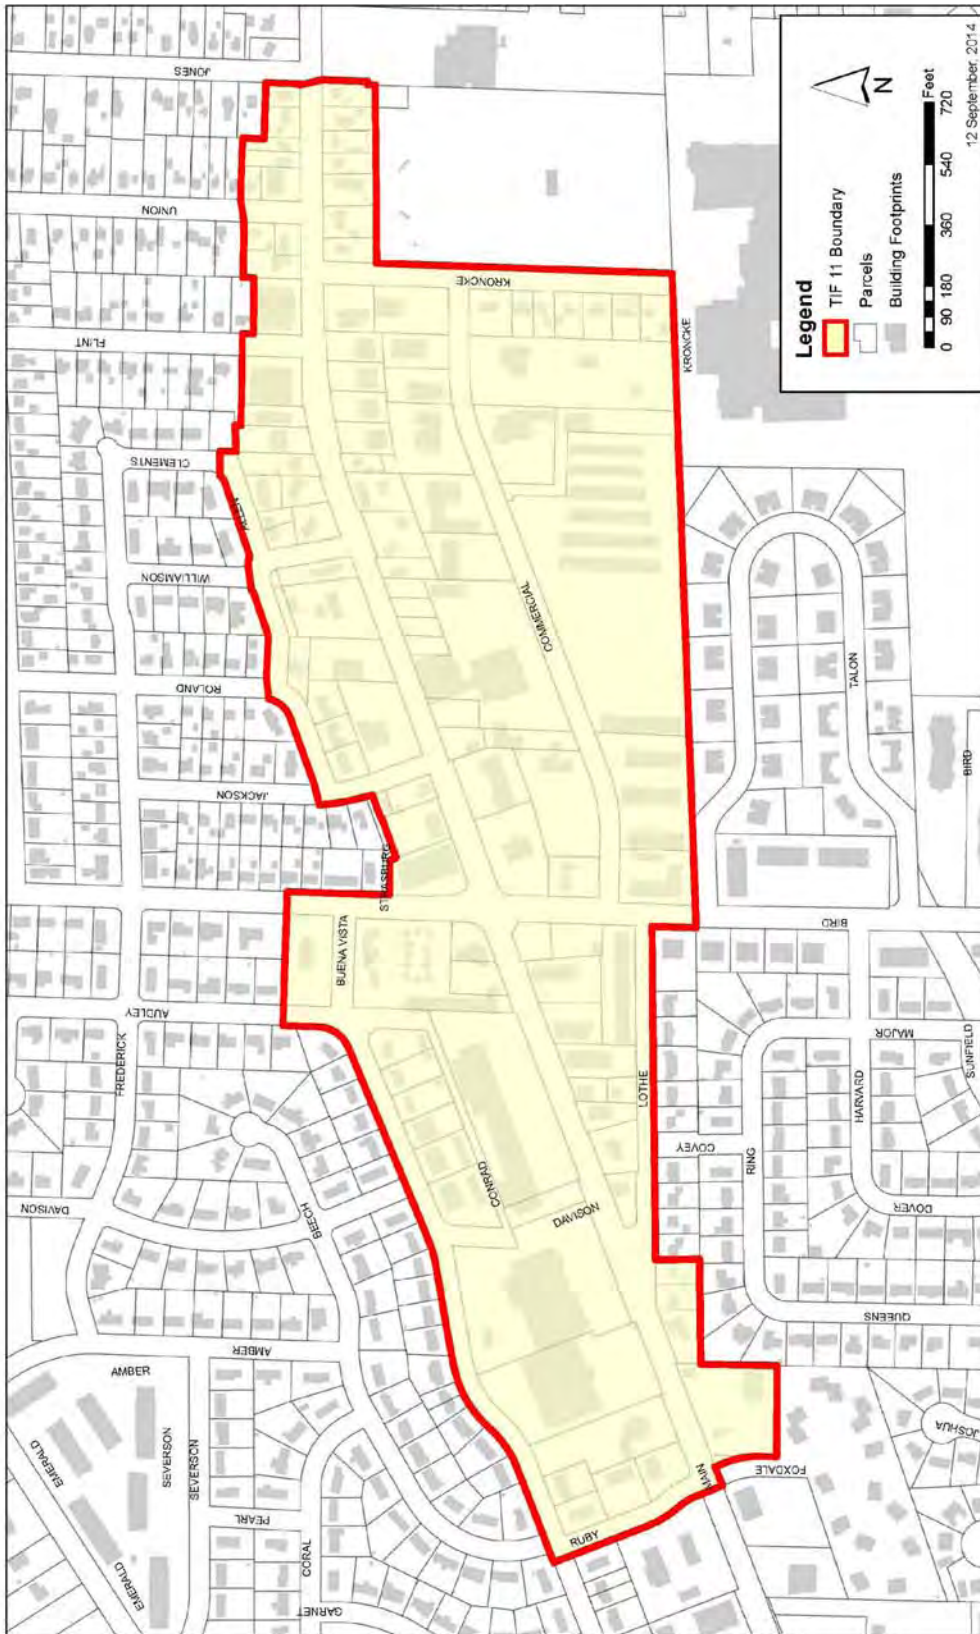 DAVISON
EMERALD
FLINT
FREDERICK
AMBER
EMERALD
AUDLEY
UNION
CLEMENTS
SEVERSON
WILLIAMSON
JONES
SEVERSON
ROLAND
ALLEN
JACKSON
AMBER
PEARL
CORAL
BEECH
GARNET
BUENA VISTA
STRASBURG
KRONCKE
CONRAD
COMMERCIAL
DAVISON
RUBY
LOTHE
KRONCKE
COVEY
MAIN
RING
FOXDALE
BIRD
TALON
HARVARD
QUEENS
MAJOR
DOVER
JOSHUA
BIRD
SUNFIELD
Legend
TIF 11 Boundary
Parcels
Building Footprints
N
0 90 180 360 540 720
Feet
12 September, 2014